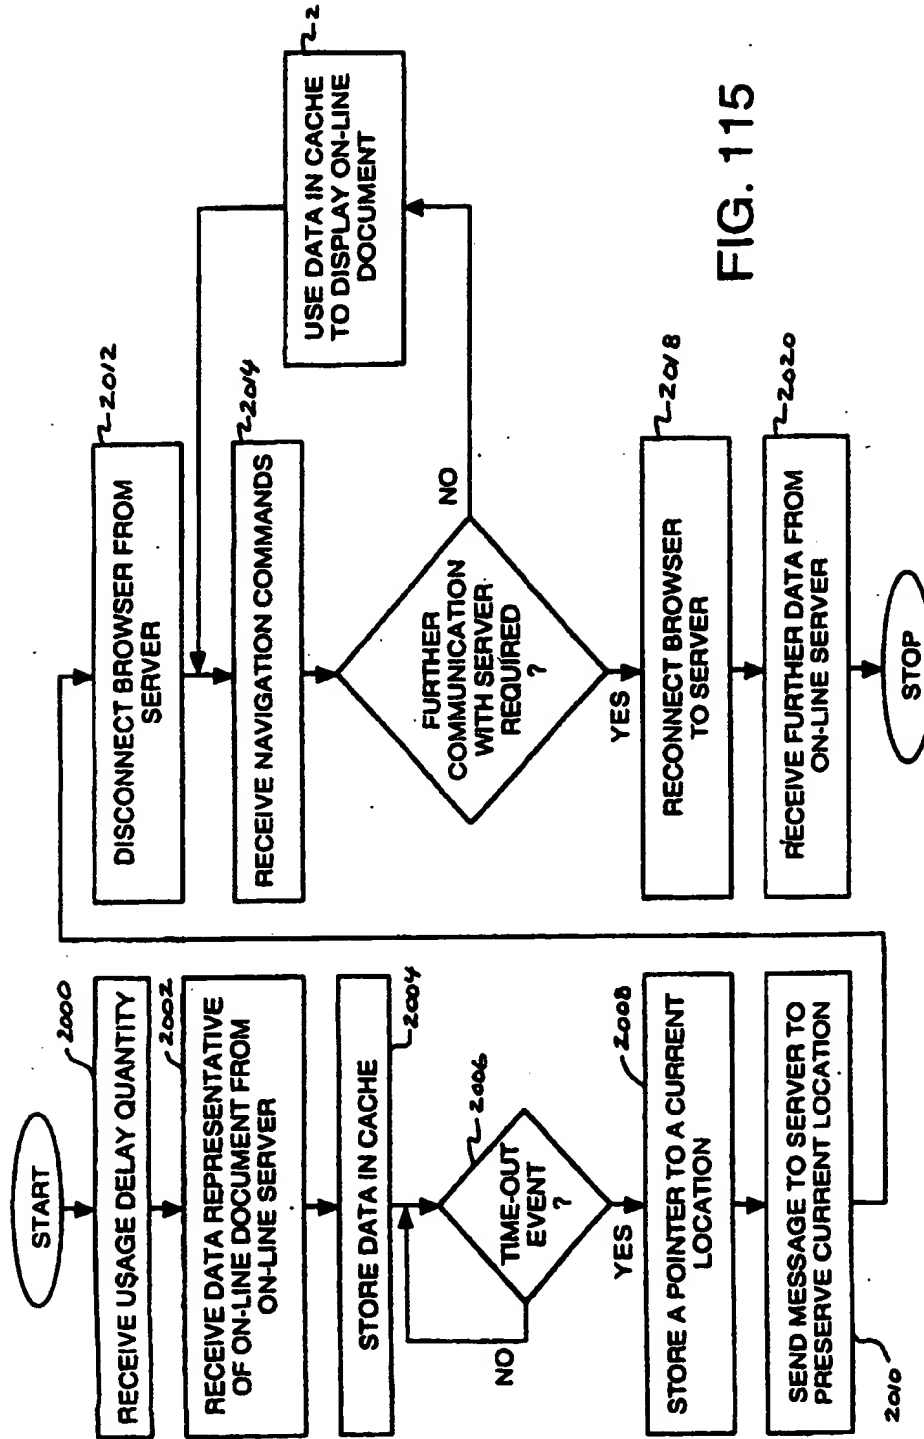 START
RECEIVE USAGE DELAY QUANTITY
2000
RECEIVE DATA REPRESENTATIVE
OF ON-LINE DOCUMENT FROM
ON-LINE SERVER
2002
STORE DATA IN CACHE
2004
TIME-OUT
EVENT
?
2006
NO
YES
STORE A POINTER TO A CURRENT
LOCATION
2008
SEND MESSAGE TO SERVER TO
PRESERVE CURRENT LOCATION
2010
DISCONNECT BROWSER FROM
SERVER
2012
RECEIVE NAVIGATION COMMANDS
2014
FURTHER
COMMUNICATION
WITH SERVER
REQUIRED
?
NO
USE DATA IN CACHE
TO DISPLAY ON-LINE
DOCUMENT
YES
RECONNECT BROWSER
TO SERVER
2018
RECEIVE FURTHER DATA FROM
ON-LINE SERVER
2020
STOP
FIG. 115